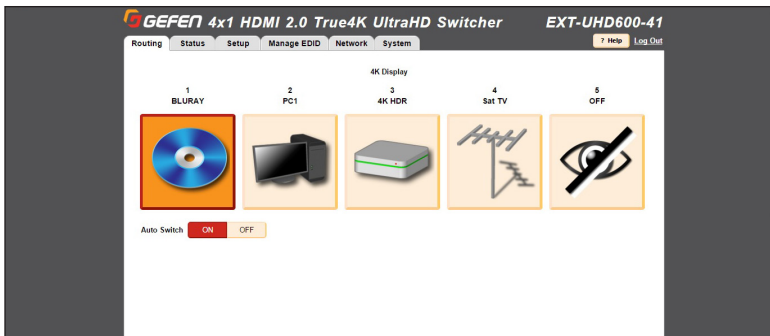 GEFEN 4x1 HDMI 2.0 True4K UltraHD Switcher EXT-UHD600-41
Routing Status Setup Manage EDID Network System ? Help Log Out
4K Display
1 2 3 4 5
BLURAY PC1 4K HDR Sat TV OFF
Auto Switch ON OFF